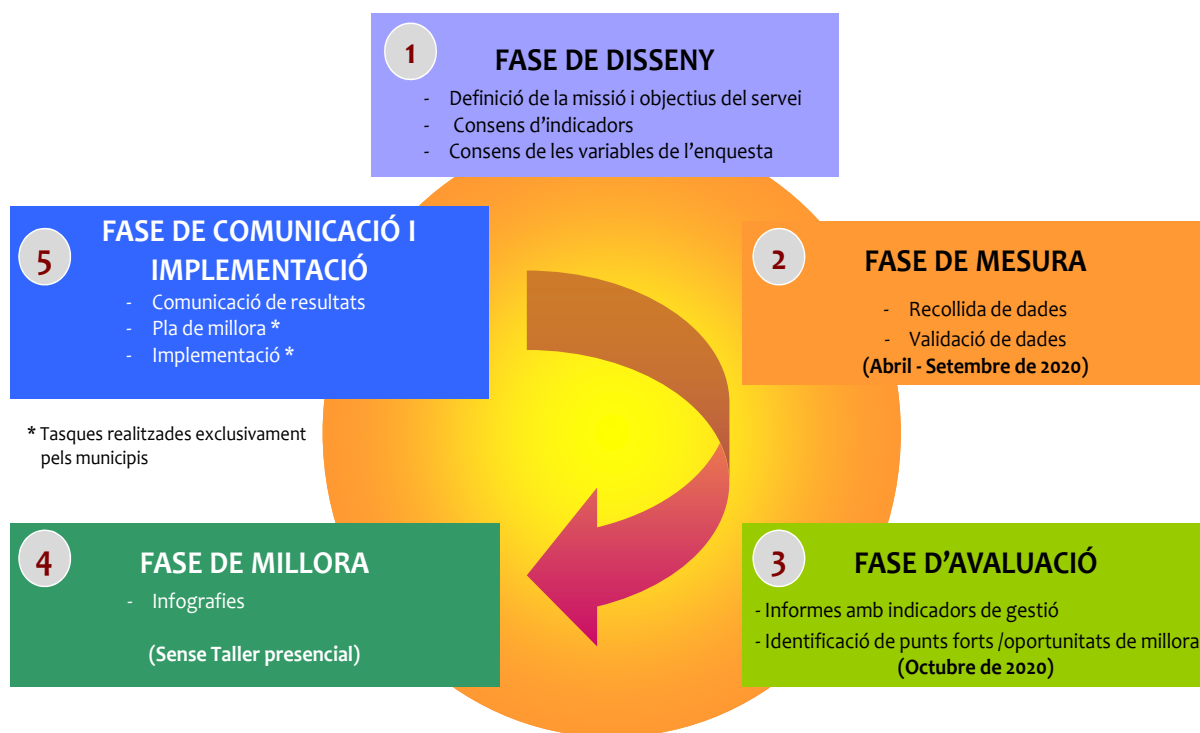 1
FASE DE DISSENY
- Definició de la missió i objectius del servei
- Consens d'indicadors
- Consens de les variables de l'enquesta
2
FASE DE MESURA
- Recollida de dades
- Validació de dades
(Abril - Setembre de 2020)
3
FASE D'AVALUACIÓ
- Informes amb indicadors de gestió
- Identificació de punts forts /oportunitats de millora
(Octubre de 2020)
4
FASE DE MILLORA
- Infografies
(Sense Taller presencial)
5
FASE DE COMUNICACIÓ I
IMPLEMENTACIÓ
- Comunicació de resultats
- Pla de millora *
- Implementació *
* Tasques realitzades exclusivament
pels municipis